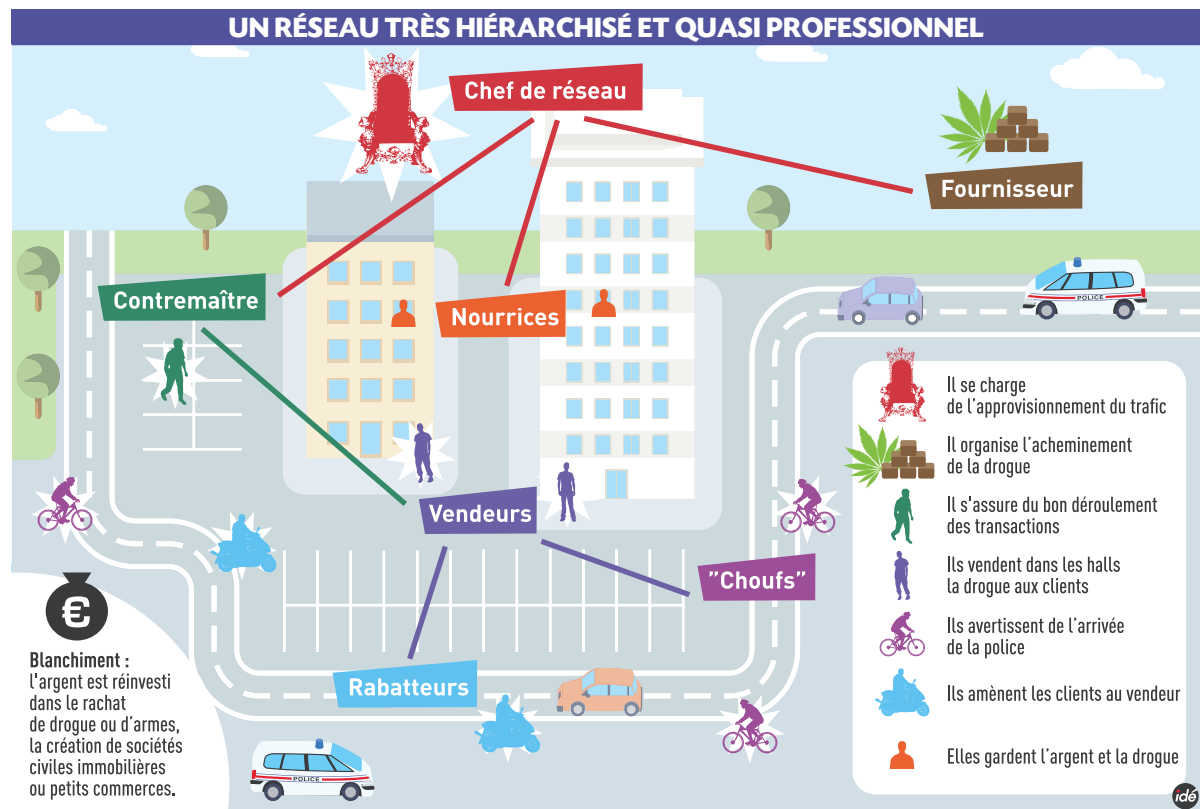 UN RÉSEAU TRÈS HIÉRARCHISÉ ET QUASI PROFESSIONNEL
Chef de réseau
Fournisseur
Contremaître
Nourrices
POLICE
Vendeurs
"Choufs"
Rabatteurs
POLICE
Il se charge
de l'approvisionnement du trafic
Il organise l'acheminement
de la drogue
Il s'assure du bon déroulement
des transactions
Ils vendent dans les halls
la drogue aux clients
Ils avertissent de l'arrivée
de la police
Ils amènent les clients au vendeur
Elles gardent l'argent et la drogue
€
Blanchiment :
l'argent est réinvesti
dans le rachat
de drogue ou d'armes,
la création de sociétés
civiles immobilières
ou petits commerces.
idé